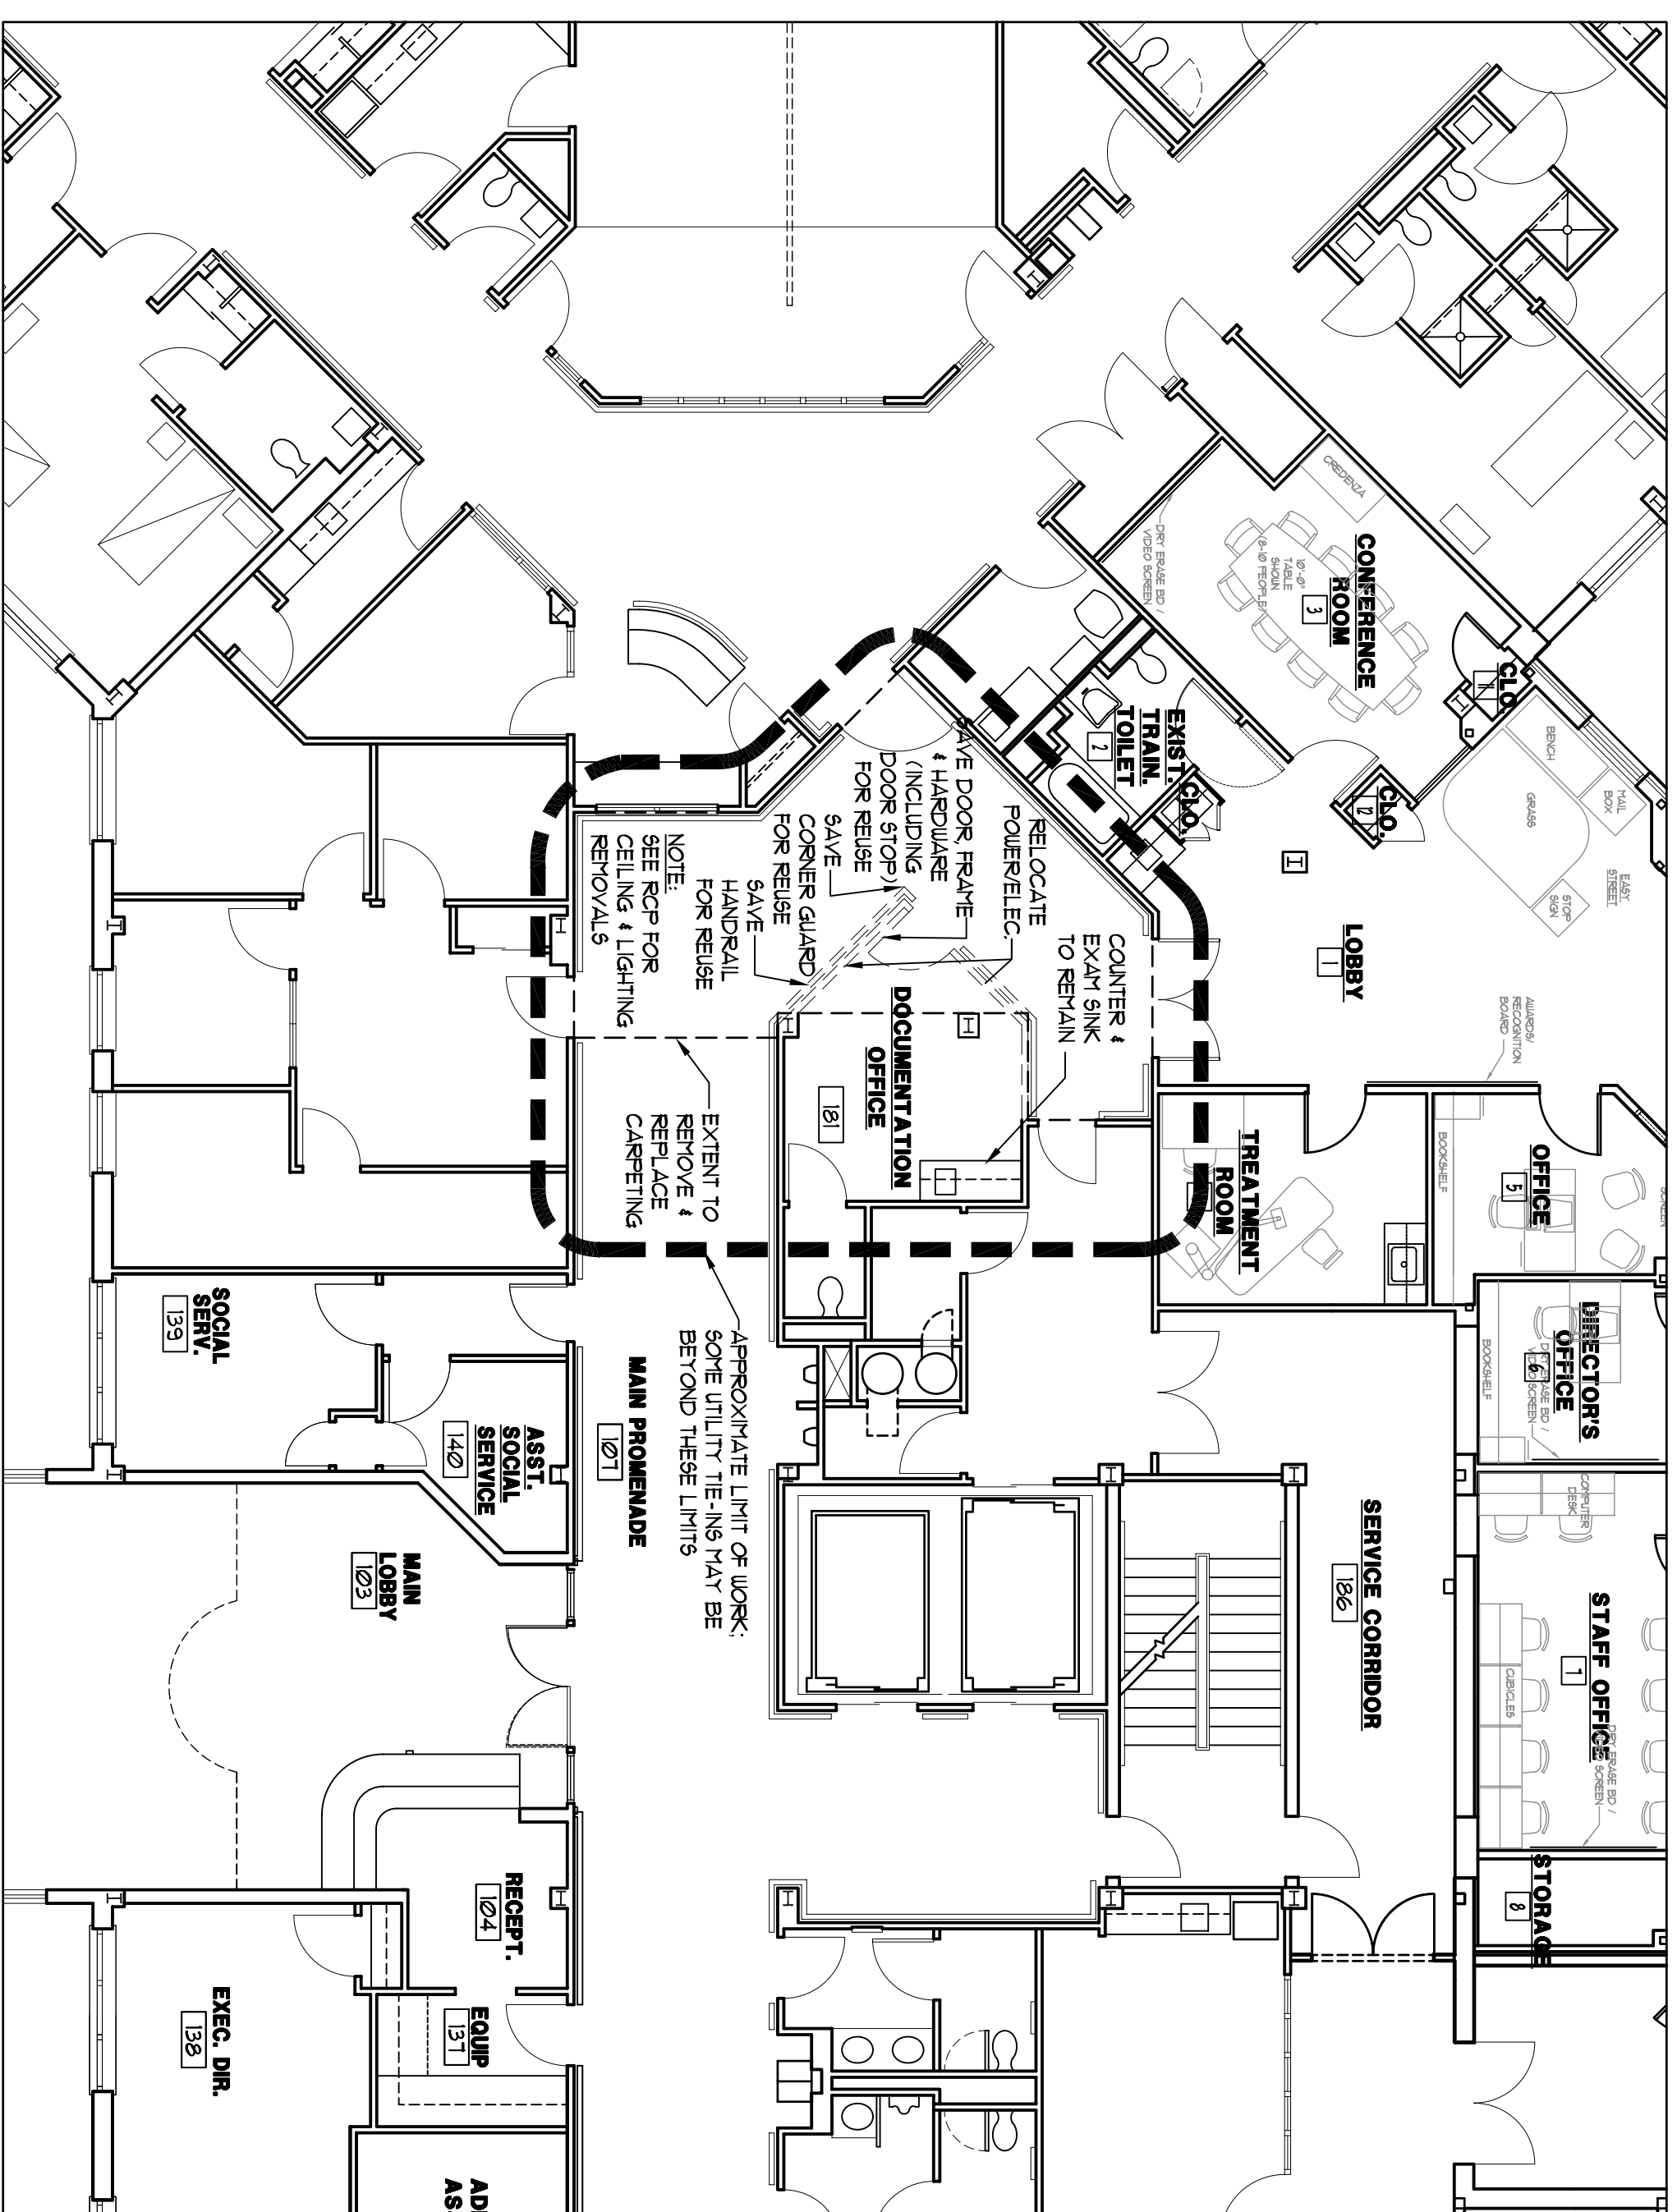 CONFERENCE
ROOM
3
CREDENZA
10'-0"
TABLE
SHOWN
(8-10 PEOPLE)
DRY ERASE BD /
VIDEO SCREEN
CLO.
11
BENCH
MAIL
BOX
GRASS
STOP
SIGN
EASY
STREET
CLO.
12
EXIST.
TRAIN.
TOILET
2
CLO.
LOBBY
1
AWARDS/
RECOGNITION
BOARD
OFFICE
5
BOOKSHELF
SCREEN
TREATMENT
ROOM
DIRECTOR'S
OFFICE
6
DRY ERASE BD /
VIDEO SCREEN
BOOKSHELF
COMPUTER
DESK
STAFF OFFICE
7
CUBICLES
DRY ERASE BD /
VIDEO SCREEN
STORAGE
8
SERVICE CORRIDOR
186
COUNTER &
EXAM SINK
TO REMAIN
RELOCATE
POWER/ELEC.
SAVE DOOR, FRAME
& HARDWARE
(INCLUDING
DOOR STOP)
FOR REUSE
SAVE
CORNER GUARD
FOR REUSE
SAVE
HANDRAIL
FOR REUSE
NOTE:
SEE RCP FOR
CEILING & LIGHTING
REMOVALS
DOCUMENTATION
OFFICE
181
EXTENT TO
REMOVE &
REPLACE
CARPETING
APPROXIMATE LIMIT OF WORK;
SOME UTILITY TIE-INS MAY BE
BEYOND THESE LIMITS
MAIN PROMENADE
107
SOCIAL
SERV.
139
ASST.
SOCIAL
SERVICE
140
MAIN
LOBBY
103
RECEPT.
104
EQUIP
137
EXEC. DIR.
138
AD
AS